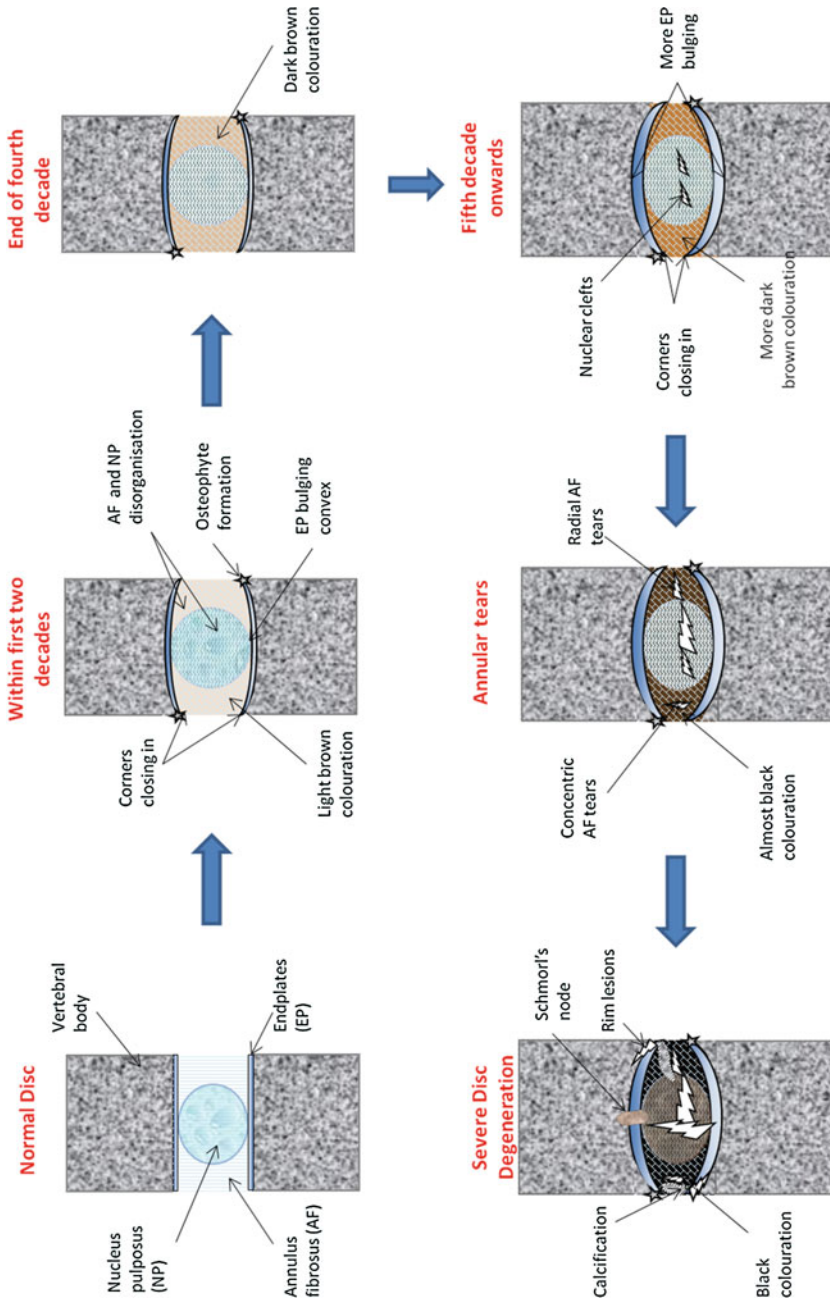 Normal Disc
Vertebral
body
Nucleus
pulposus
(NP)
Annulus
fibrosus (AF)
Endplates
(EP)
Within first two
decades
AF and NP
disorganisation
Corners
closing in
Osteophyte
formation
Light brown
colouration
EP bulging
convex
End of fourth
decade
Dark brown
colouration
Fifth decade
onwards
More EP
bulging
Nuclear clefts
Corners
closing in
More dark
brown colouration
Annular tears
Radial AF
tears
Concentric
AF tears
Almost black
colouration
Severe Disc
Degeneration
Schmorl's
node
Rim lesions
Calcification
Black
colouration